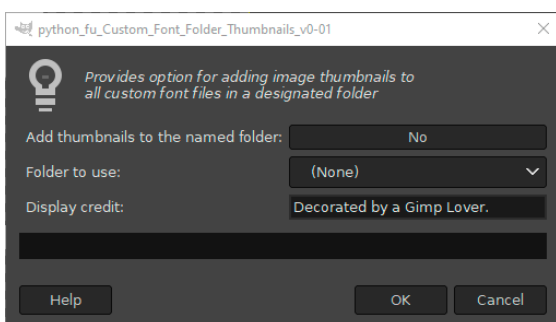 python_fu_Custom_Font_Folder_Thumbnails_v0-01
Provides option for adding image thumbnails to
all custom font files in a designated folder
Add thumbnails to the named folder: No
Folder to use: (None)
Display credit: Decorated by a Gimp Lover.
Help OK Cancel